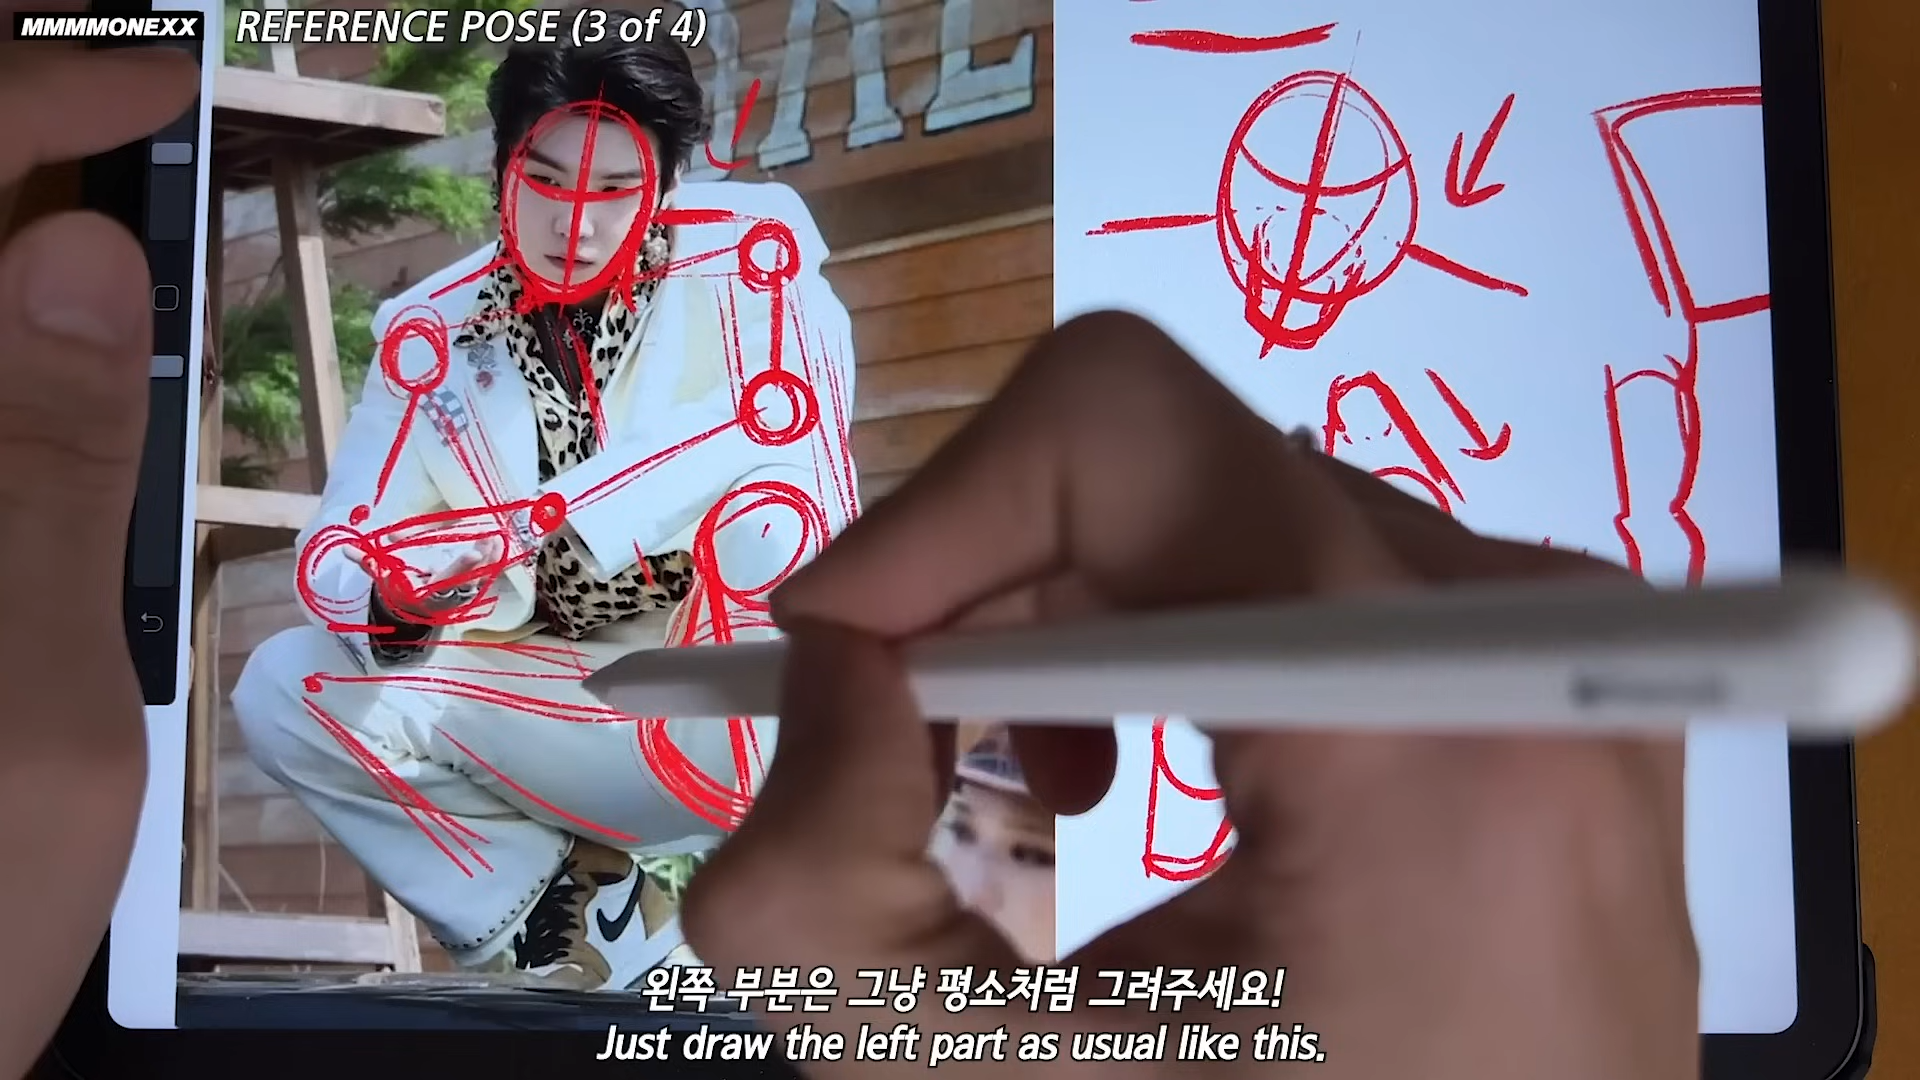 MMMMONEXX
REFERENCE POSE (3 of 4)
왼쪽 부분은 그냥 평소처럼 그려주세요!
Just draw the left part as usual like this.